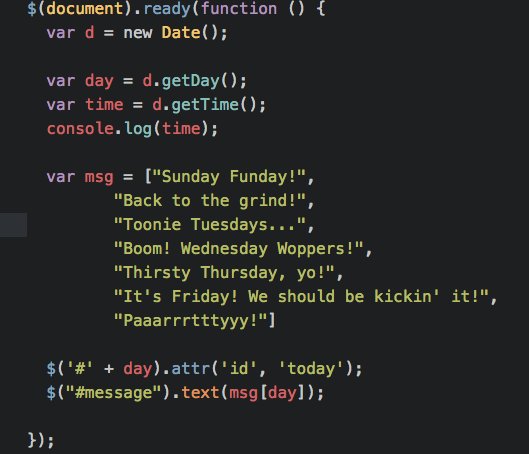 $(document).ready(function () {
var d = new Date();
var day = d.getDay();
var time = d.getTime();
console.log(time);
var msg = ["Sunday Funday!",
"Back to the grind!",
"Toonie Tuesdays...",
"Boom! Wednesday Woppers!",
"Thirsty Thursday, yo!",
"It's Friday! We should be kickin' it!",
"Paaarrrtttyyy!"]
$('#' + day).attr('id', 'today');
$("#message").text(msg[day]);
});